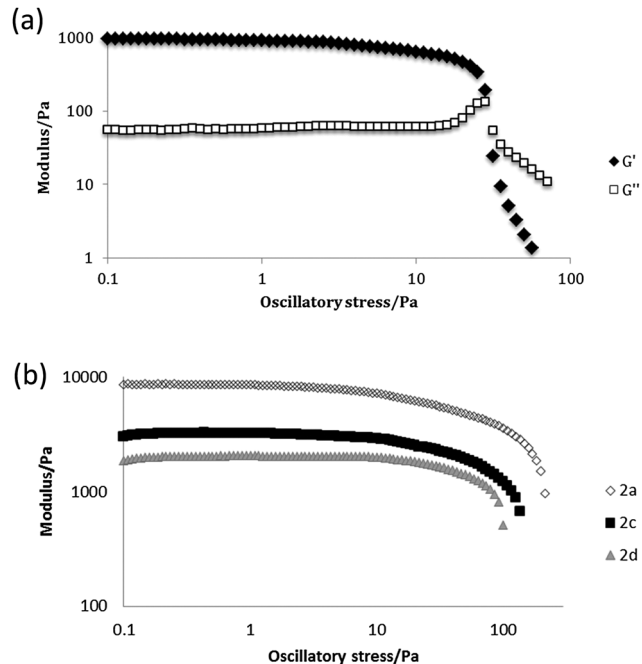 (a)
1000
100
10
1
Modulus/Pa
0.1
1
10
100
Oscillatory stress/Pa
G'
G''
(b)
10000
1000
100
Modulus/Pa
0.1
1
10
100
Oscillatory stress/Pa
2a
2c
2d